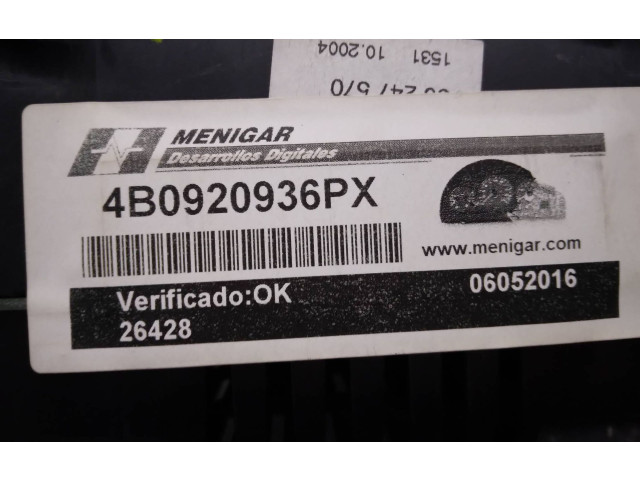 1531 10.2004
MENIGAR
Desarrollos Digitales
4B0920936PX
www.menigar.com
Verificado:OK
06052016
26428